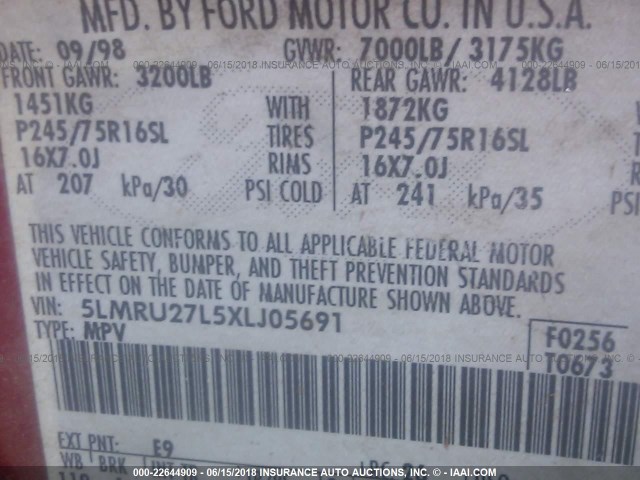 MFD. BY FORD MOTOR CO. IN U.S.A.
DATE: 09/98 GVWR: 7000LB/ 3175KG
FRONT GAWR: 3200LB REAR GAWR: 4128LB
1451KG WITH 1872KG
P245/75R16SL TIRES P245/75R16SL
16X7.0J RIMS 16X7.0J
AT 207 kPa/30 PSI COLD AT 241 kPa/35 PSI
THIS VEHICLE CONFORMS TO ALL APPLICABLE FEDERAL MOTOR
VEHICLE SAFETY, BUMPER, AND THEFT PREVENTION STANDARDS
IN EFFECT ON THE DATE OF MANUFACTURE SHOWN ABOVE.
VIN: 5LMRU27L5XLJ05691
TYPE: MPV
F0256
T0673
EXT PNT: E9
WB BRK
000-22644909 - 06/15/2018 INSURANCE AUTO AUCTIONS, INC. - © IAAI.COM